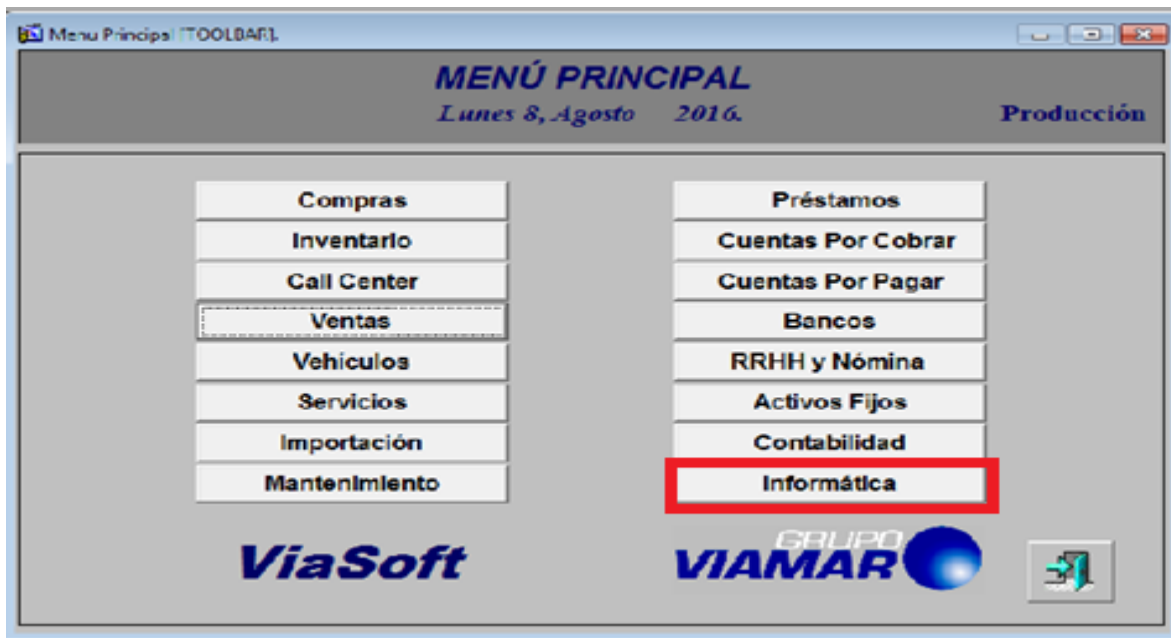 Menu Principal [TOOLBAR].
MENÚ PRINCIPAL
Lunes 8, Agosto 2016.
Producción
Compras
Inventario
Call Center
Ventas
Vehículos
Servicios
Importación
Mantenimiento
Préstamos
Cuentas Por Cobrar
Cuentas Por Pagar
Bancos
RRHH y Nómina
Activos Fijos
Contabilidad
Informática
ViaSoft
GRUPO
VIAMAR